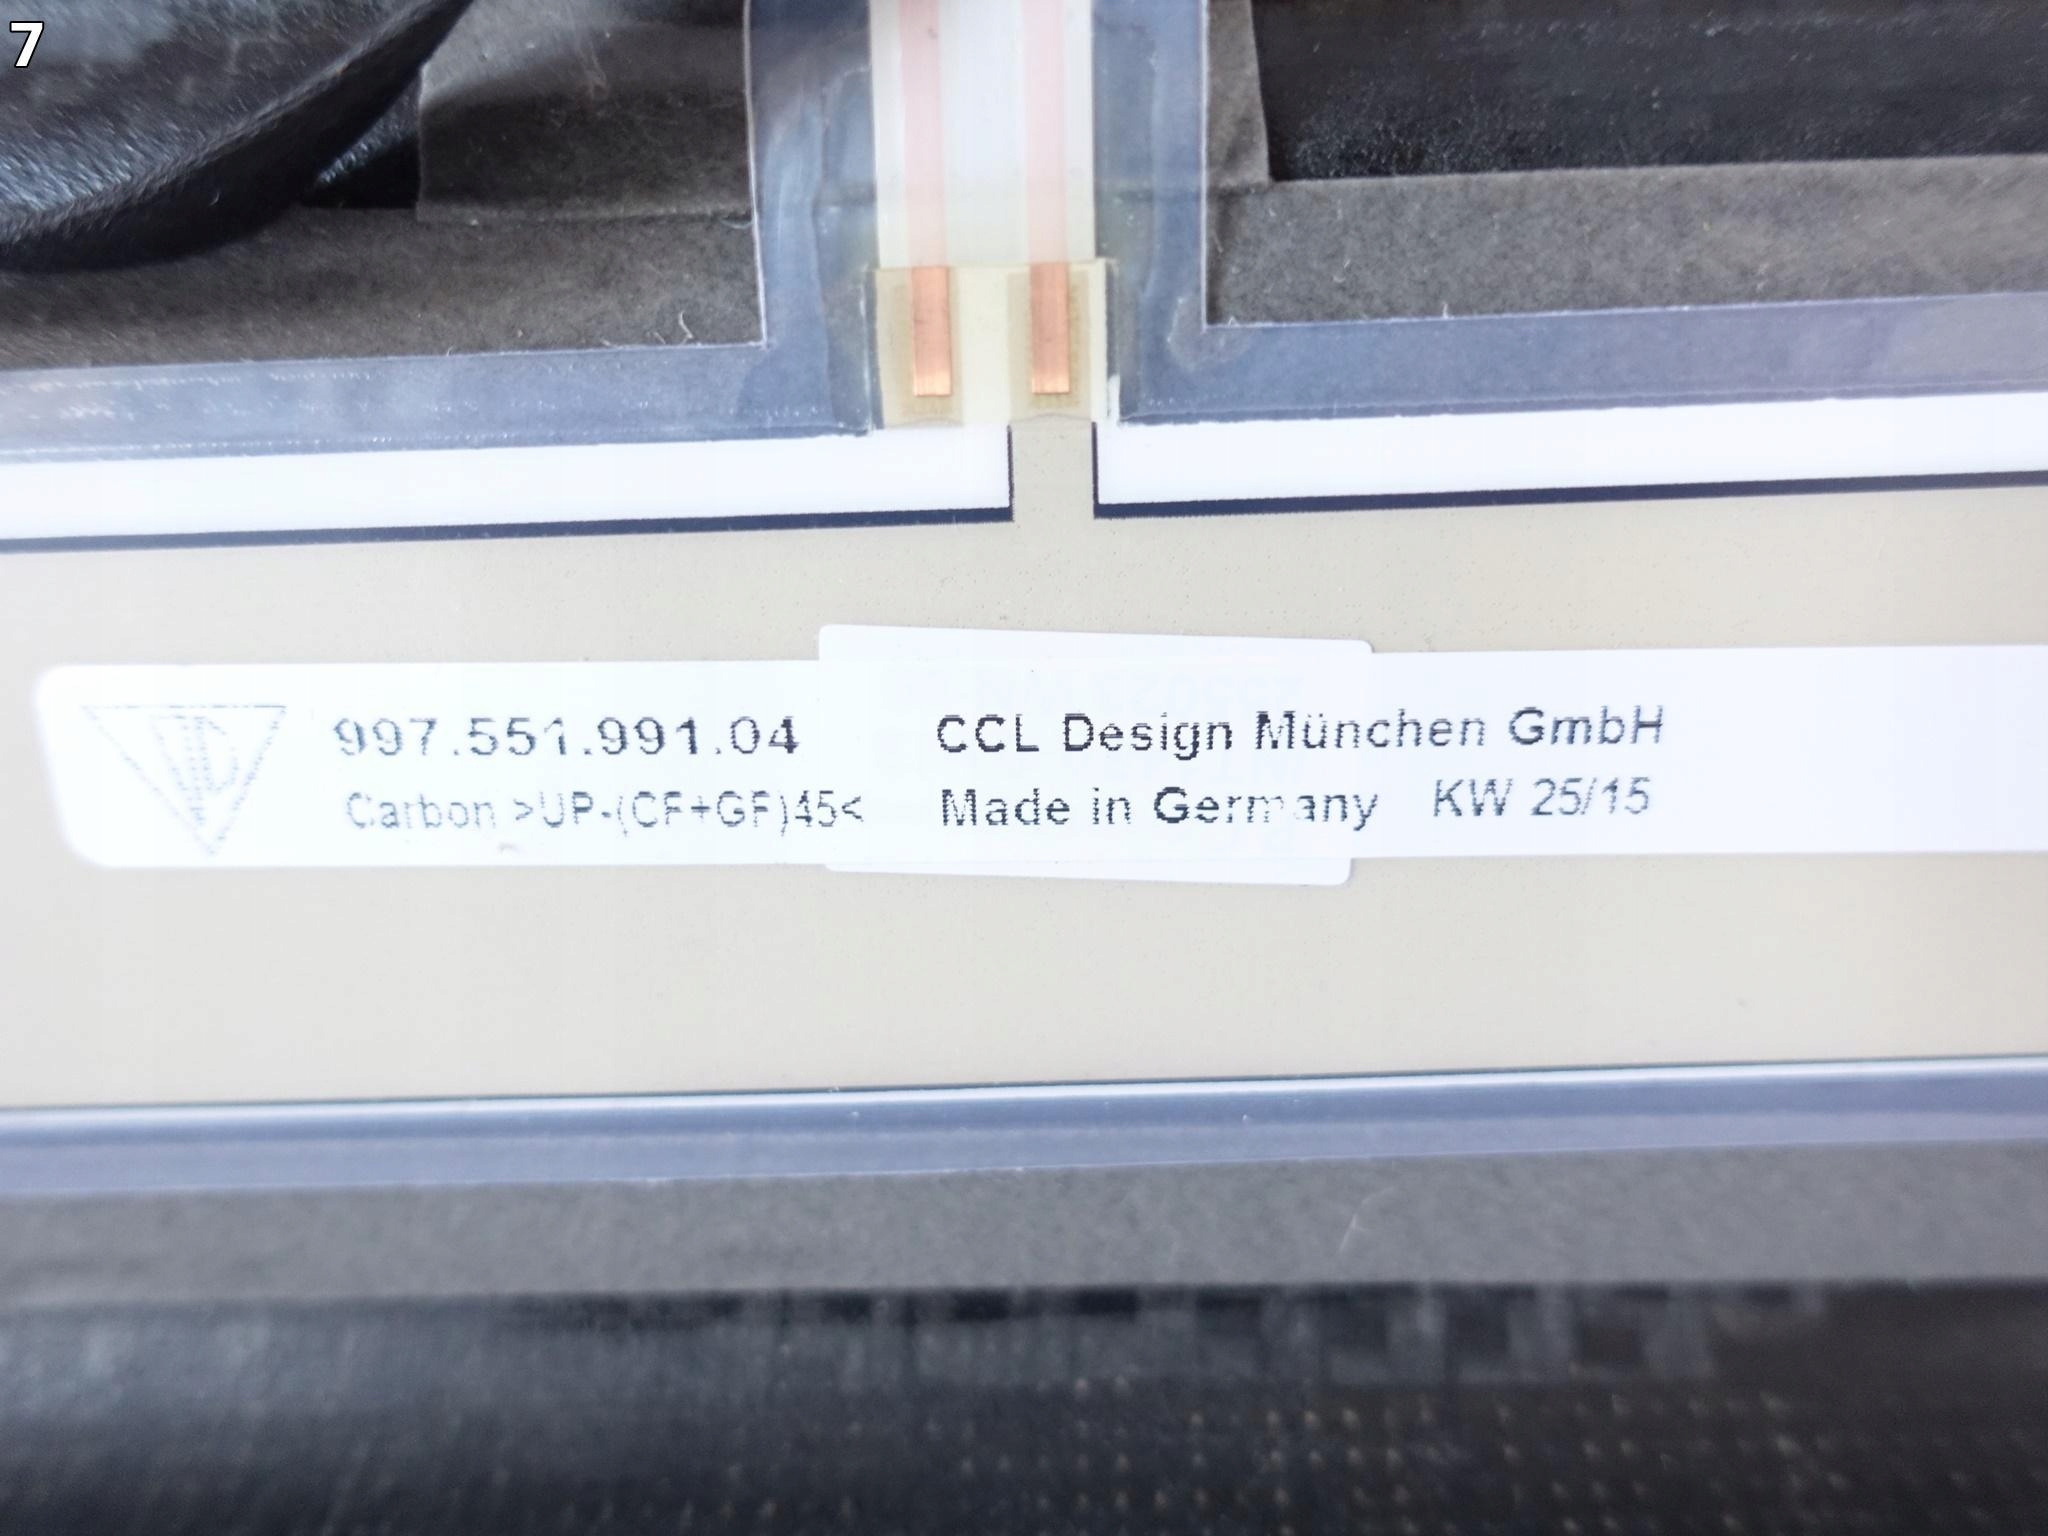 7
997.551.991.04 CCL Design München GmbH
Carbon >UP-(CF+GF)45< Made in Germany KW 25/15